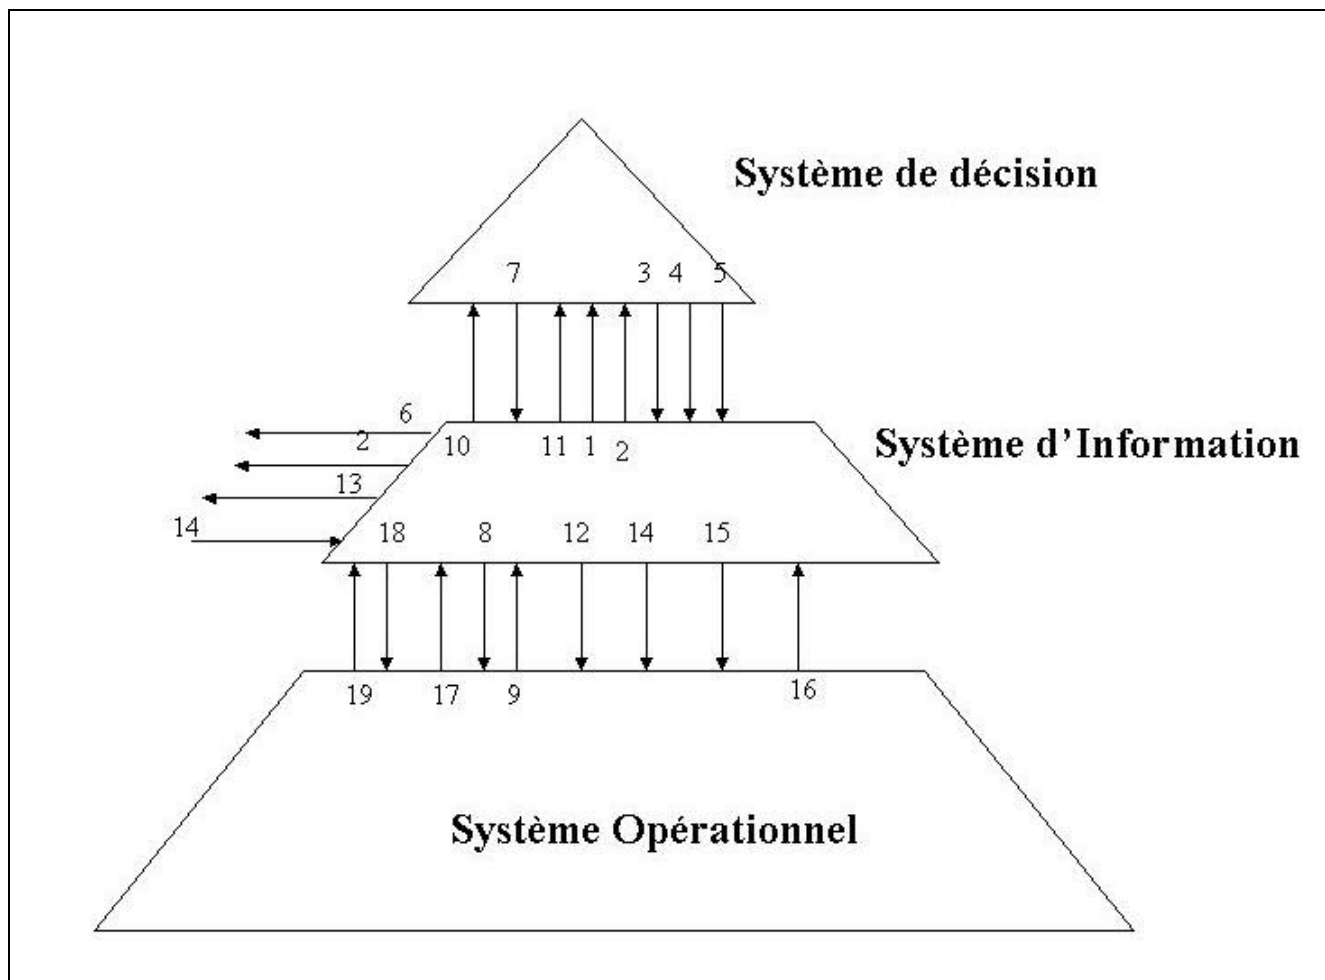 Système de décision
7 3 4 5
6
2
10 11 1 2
Système d'Information
13
14 18 8 12 14 15
19 17 9 16
Système Opérationnel